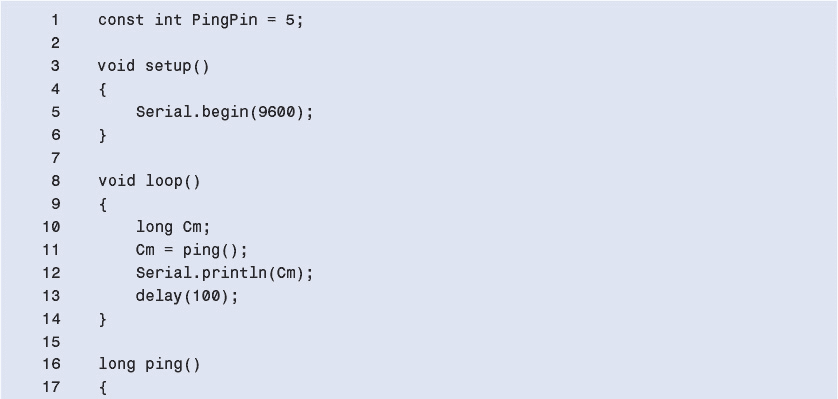 1 const int PingPin = 5;
2
3 void setup()
4 {
5 Serial.begin(9600);
6 }
7
8 void loop()
9 {
10 long Cm;
11 Cm = ping();
12 Serial.println(Cm);
13 delay(100);
14 }
15
16 long ping()
17 {